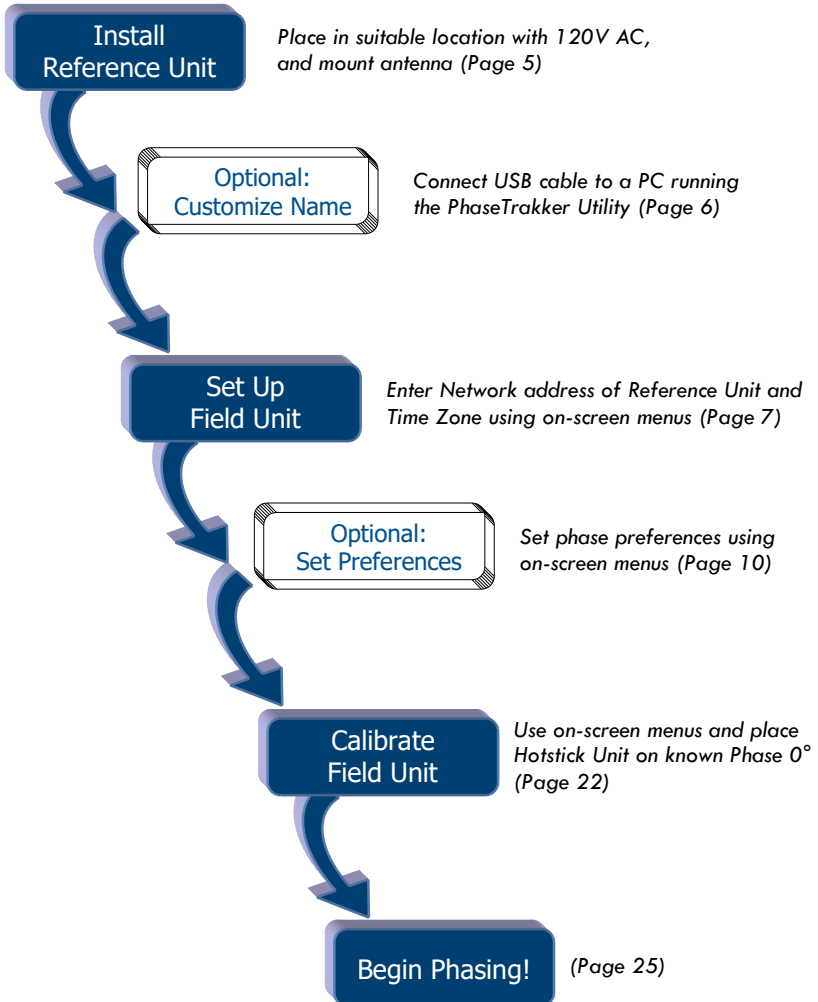 Install
Reference Unit
Place in suitable location with 120V AC,
and mount antenna (Page 5)
Optional:
Customize Name
Connect USB cable to a PC running
the PhaseTrakker Utility (Page 6)
Set Up
Field Unit
Enter Network address of Reference Unit and
Time Zone using on-screen menus (Page 7)
Optional:
Set Preferences
Set phase preferences using
on-screen menus (Page 10)
Calibrate
Field Unit
Use on-screen menus and place
Hotstick Unit on known Phase 0°
(Page 22)
Begin Phasing!
(Page 25)